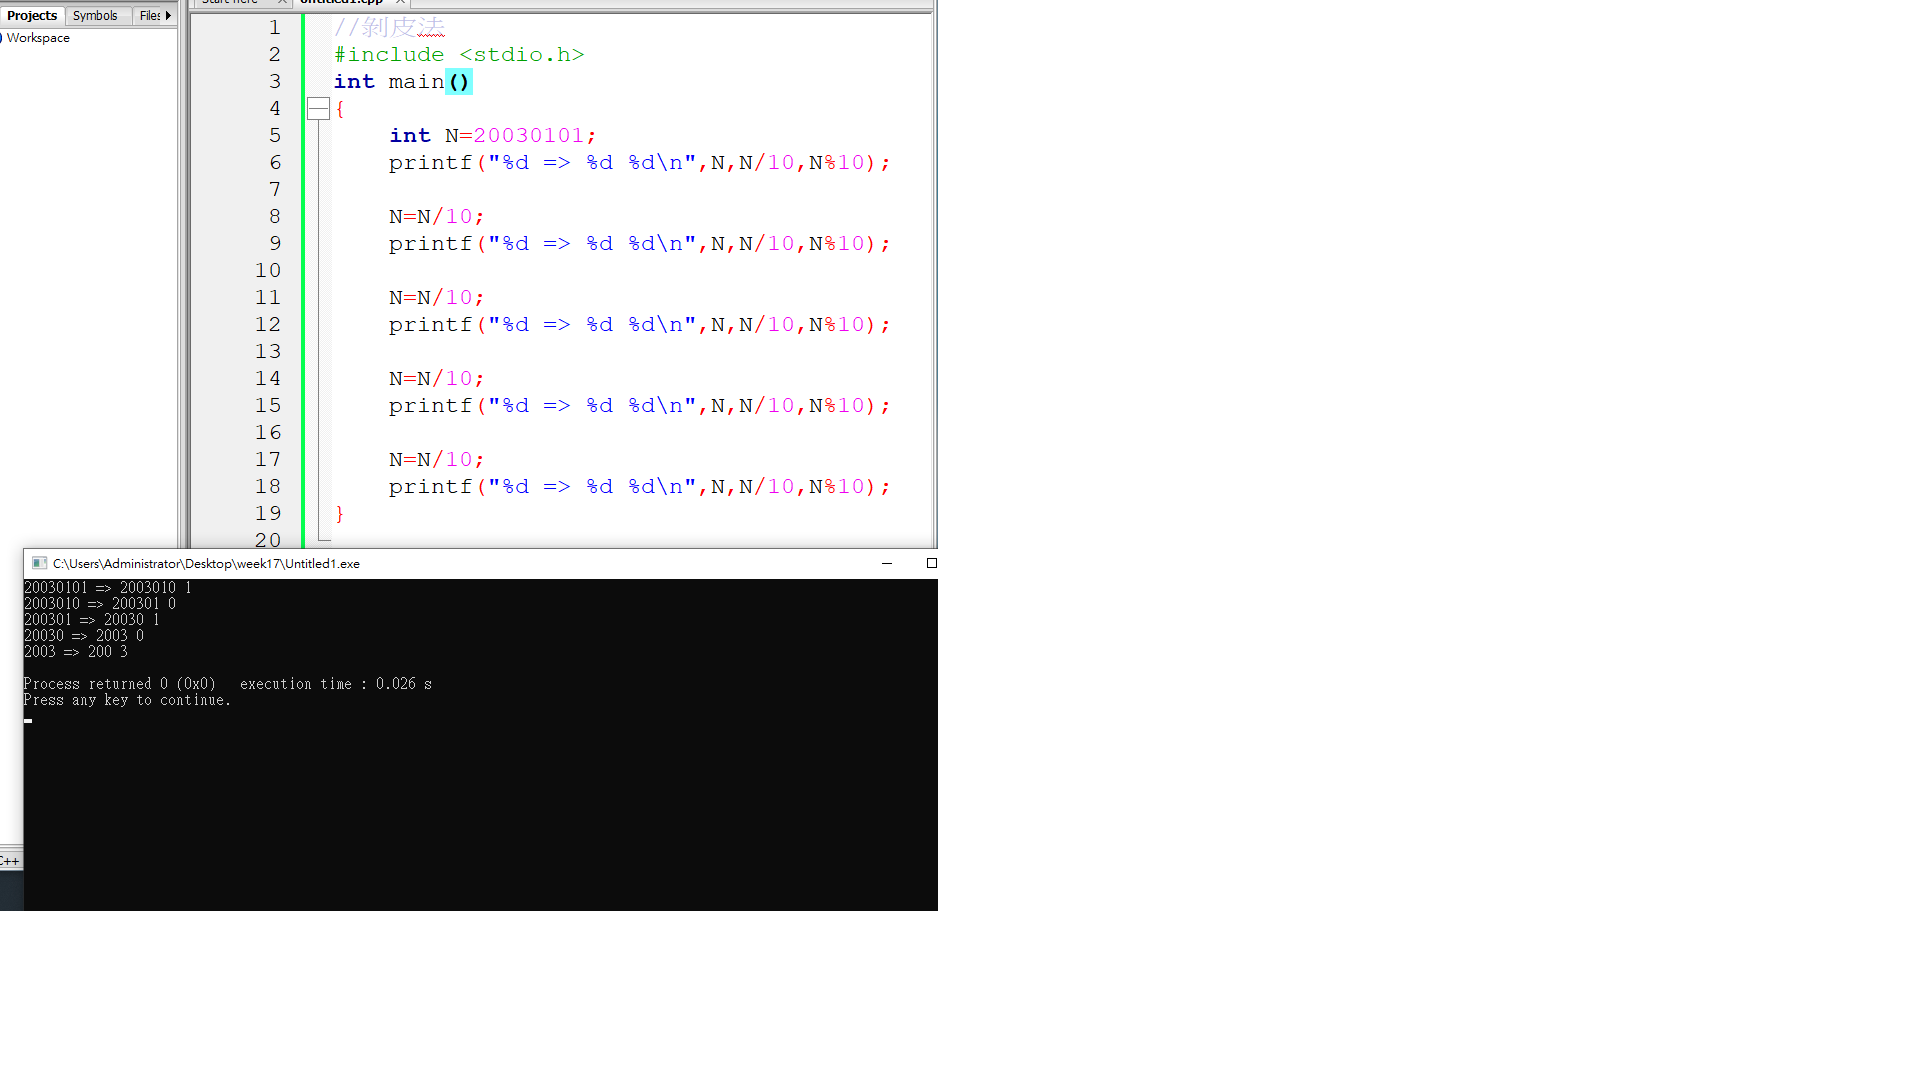 Projects Symbols Files
Workspace
Start here Untitled1.cpp
1 //剝皮法
2 #include <stdio.h>
3 int main()
4 {
5 int N=20030101;
6 printf("%d => %d %d\n",N,N/10,N%10);
7
8 N=N/10;
9 printf("%d => %d %d\n",N,N/10,N%10);
10
11 N=N/10;
12 printf("%d => %d %d\n",N,N/10,N%10);
13
14 N=N/10;
15 printf("%d => %d %d\n",N,N/10,N%10);
16
17 N=N/10;
18 printf("%d => %d %d\n",N,N/10,N%10);
19 }
20
C:\Users\Administrator\Desktop\week17\Untitled1.exe
20030101 => 2003010 1
2003010 => 200301 0
200301 => 20030 1
20030 => 2003 0
2003 => 200 3
Process returned 0 (0x0) execution time : 0.026 s
Press any key to continue.
C++